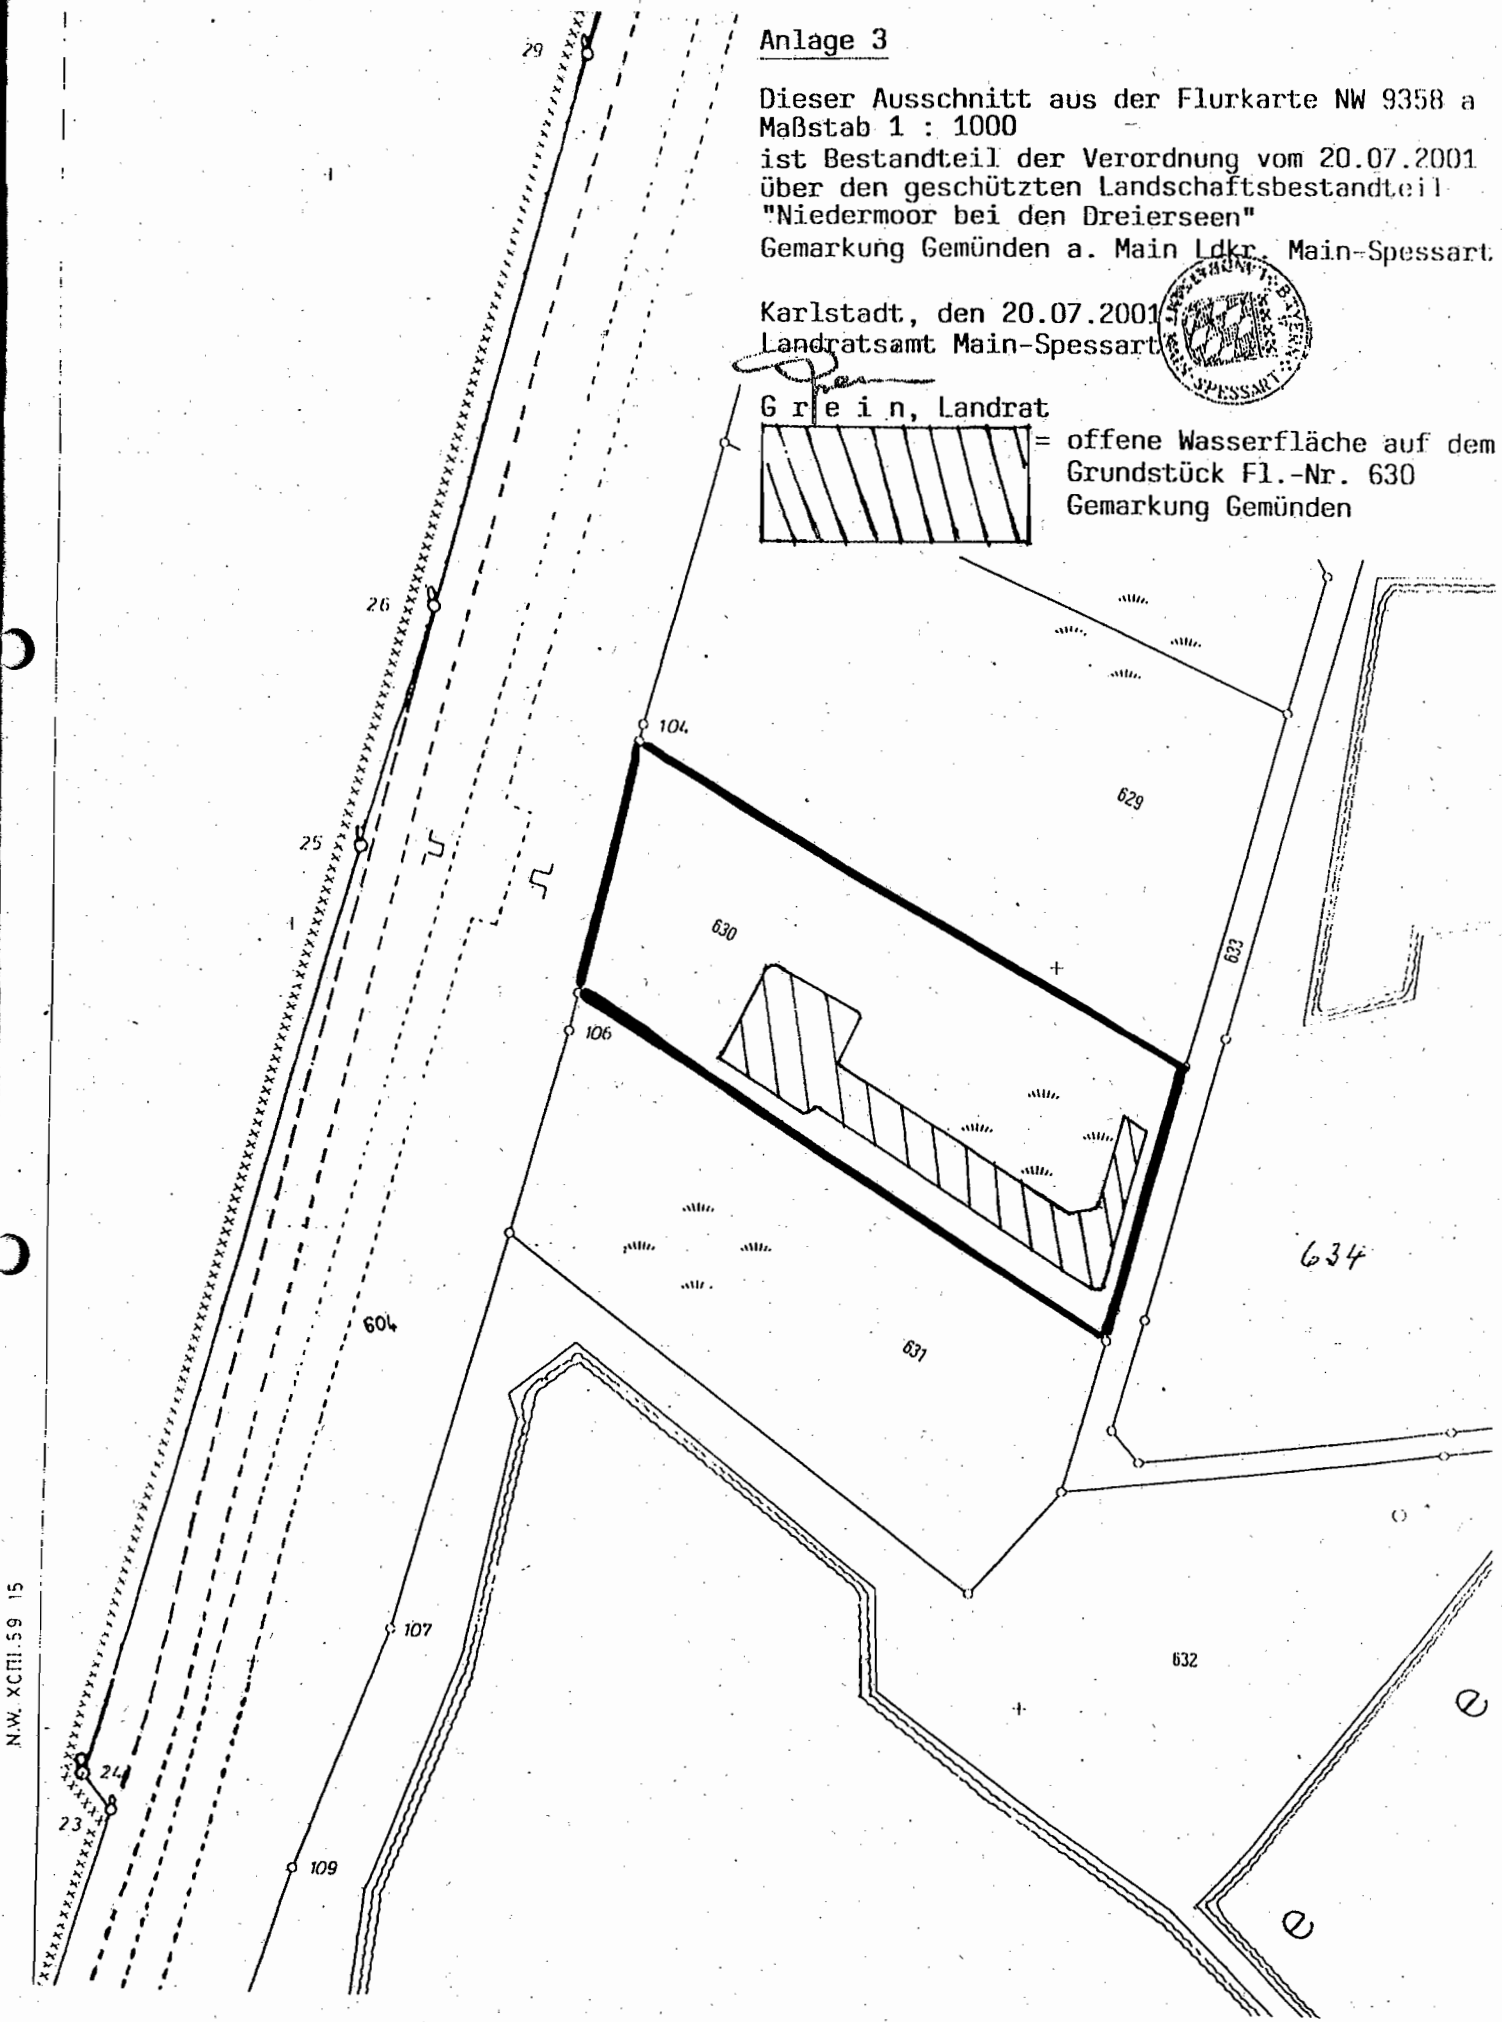 Anlage 3
Dieser Ausschnitt aus der Flurkarte NW 9358 a
Maßstab 1 : 1000
ist Bestandteil der Verordnung vom 20.07.2001
über den geschützten Landschaftsbestandteil
"Niedermoor bei den Dreierseen"
Gemarkung Gemünden a. Main Ldkr. Main-Spessart
Karlstadt, den 20.07.2001
Landratsamt Main-Spessart
SPESSART
G r e i n, Landrat
= offene Wasserfläche auf dem
Grundstück Fl.-Nr. 630
Gemarkung Gemünden
29
26
104
25
629
630
633
106
634
604
631
107
632
N.W. XCIII.59 15
24
23
109
e
e